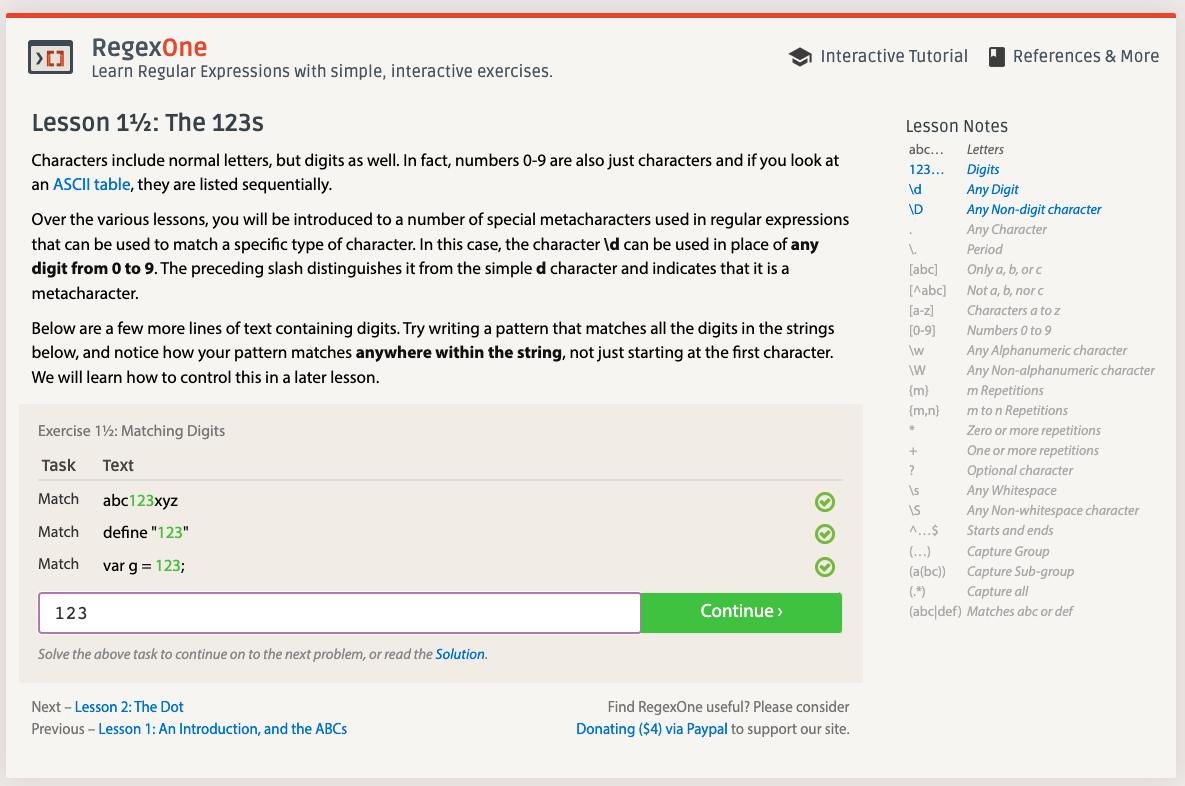 RegexOne
Learn Regular Expressions with simple, interactive exercises.
Interactive Tutorial
References & More
Lesson 1½: The 123s
Characters include normal letters, but digits as well. In fact, numbers 0-9 are also just characters and if you look at
an ASCII table, they are listed sequentially.
Over the various lessons, you will be introduced to a number of special metacharacters used in regular expressions
that can be used to match a specific type of character. In this case, the character \d can be used in place of any
digit from 0 to 9. The preceding slash distinguishes it from the simple d character and indicates that it is a
metacharacter.
Below are a few more lines of text containing digits. Try writing a pattern that matches all the digits in the strings
below, and notice how your pattern matches anywhere within the string, not just starting at the first character.
We will learn how to control this in a later lesson.
Exercise 1½: Matching Digits
Task Text
Match abc123xyz
Match define "123"
Match var g = 123;
123
Continue ›
Solve the above task to continue on to the next problem, or read the Solution.
Next – Lesson 2: The Dot
Previous – Lesson 1: An Introduction, and the ABCs
Find RegexOne useful? Please consider
Donating ($4) via Paypal to support our site.
Lesson Notes
abc… Letters
123… Digits
\d Any Digit
\D Any Non-digit character
. Any Character
\. Period
[abc] Only a, b, or c
[^abc] Not a, b, nor c
[a-z] Characters a to z
[0-9] Numbers 0 to 9
\w Any Alphanumeric character
\W Any Non-alphanumeric character
{m} m Repetitions
{m,n} m to n Repetitions
* Zero or more repetitions
+ One or more repetitions
? Optional character
\s Any Whitespace
\S Any Non-whitespace character
^…$ Starts and ends
(…) Capture Group
(a(bc)) Capture Sub-group
(.*) Capture all
(abc|def) Matches abc or def